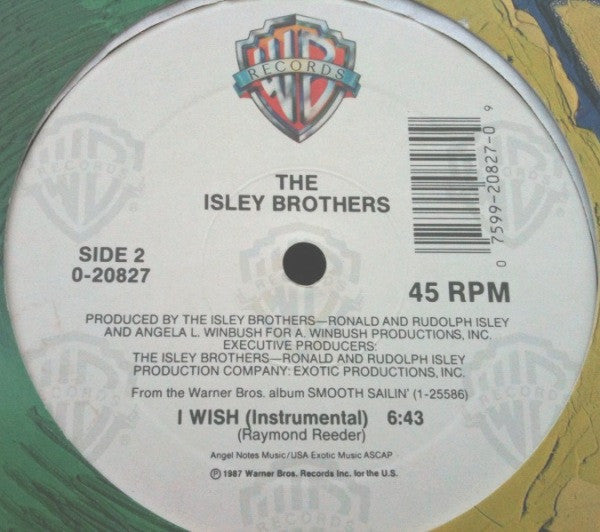 WB
RECORDS
THE
ISLEY BROTHERS
SIDE 2
0-20827
0 7599-20827-0 9
45 RPM
PRODUCED BY THE ISLEY BROTHERS—RONALD AND RUDOLPH ISLEY
AND ANGELA L. WINBUSH FOR A. WINBUSH PRODUCTIONS, INC.
EXECUTIVE PRODUCERS:
THE ISLEY BROTHERS—RONALD AND RUDOLPH ISLEY
PRODUCTION COMPANY: EXOTIC PRODUCTIONS, INC.
From the Warner Bros. album SMOOTH SAILIN' (1-25586)
I WISH (Instrumental) 6:43
(Raymond Reeder)
Angel Notes Music/USA Exotic Music ASCAP
℗ 1987 Warner Bros. Records Inc. for the U.S.